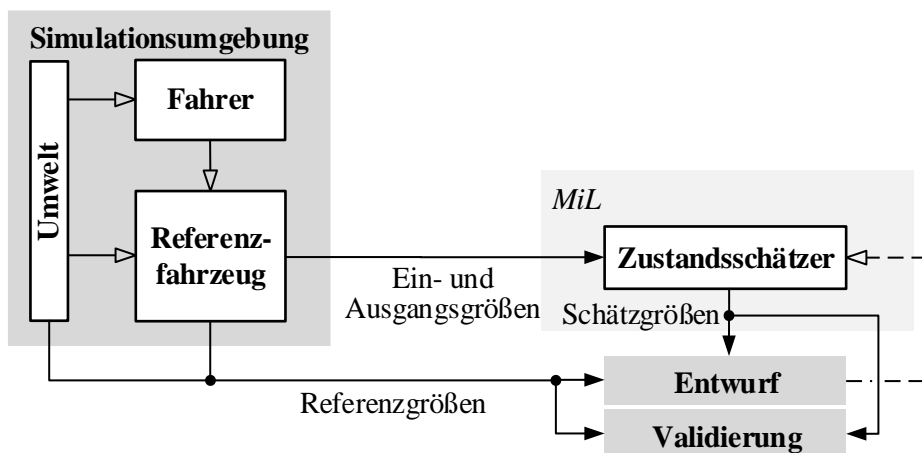 Simulationsumgebung
Fahrer
Umwelt
Referenz-
fahrzeug
MiL
Zustandsschätzer
Ein- und
Ausgangsgrößen
Schätzgrößen
Entwurf
Referenzgrößen
Validierung